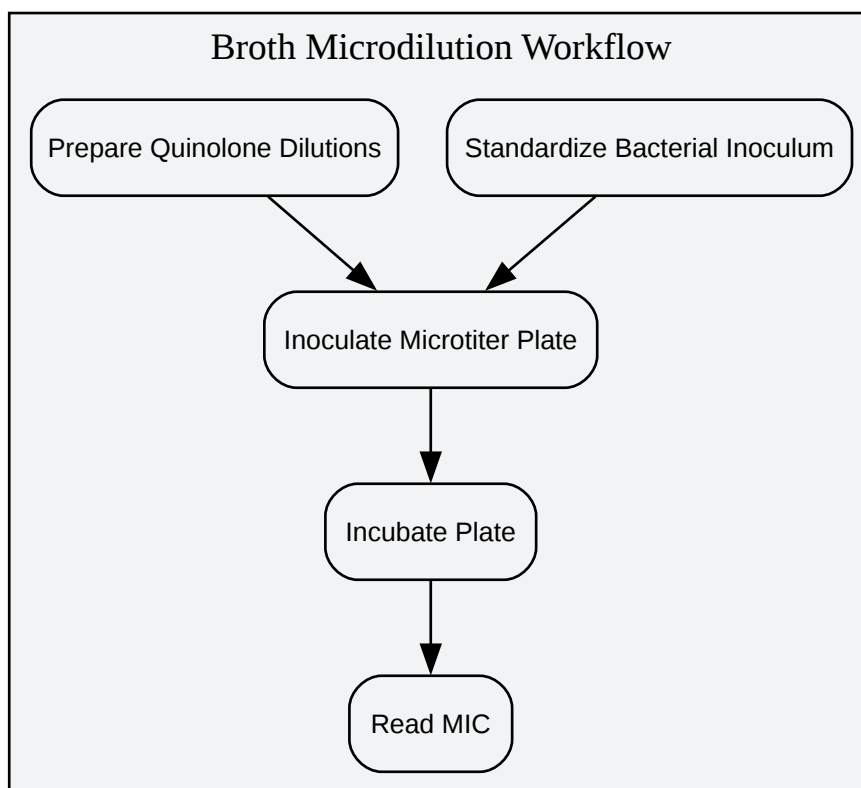 Broth Microdilution Workflow
Prepare Quinolone Dilutions
Standardize Bacterial Inoculum
Inoculate Microtiter Plate
Incubate Plate
Read MIC